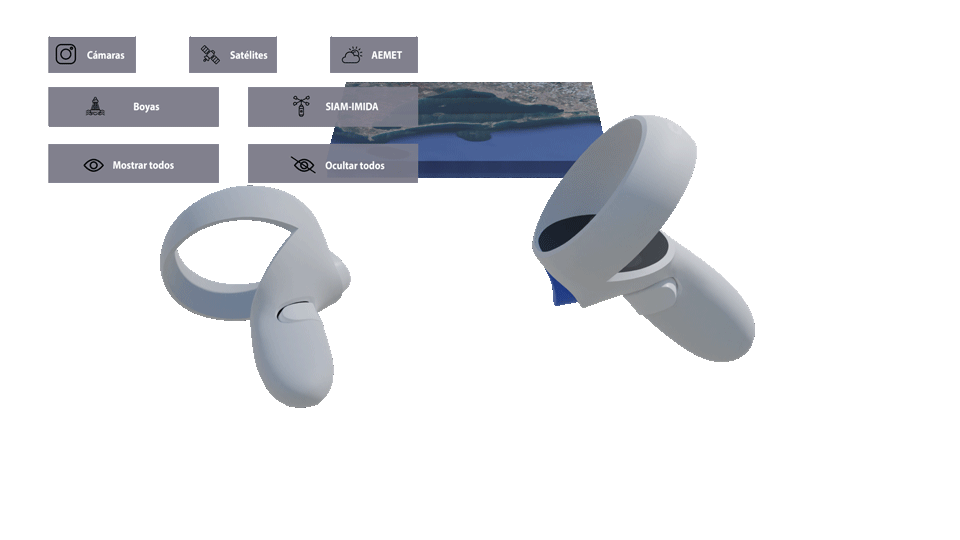 Cámaras
Satélites
AEMET
Boyas
SIAM-IMIDA
Mostrar todos
Ocultar todos